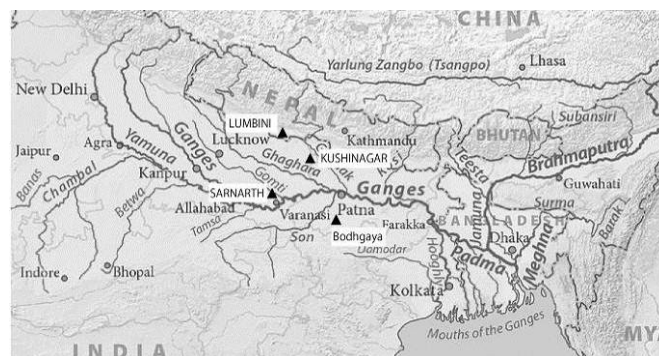 CHINA
Yarlung Zangbo (Tsangpo)
Lhasa
New Delhi
NEPAL
LUMBINI
Subansiri
Agra
Yamuna
Ganges
Lucknow
Kathmandu
BHUTAN
Jaipur
Ghaghara
KUSHINAGAR
Kosi
Teesta
Brahmaputra
Banas
Chambal
Kanpur
Gomti
SARNARTH
Ganges
Guwahati
Betwa
Allahabad
Varanasi
Patna
Jamuna
Surma
Tamsa
Farakka
BANGLADESH
Barak
Son
Bodhgaya
Damodar
Hooghly
Padma
Dhaka
Meghna
Indore
Bhopal
Kolkata
Mouths of the Ganges
INDIA
MY